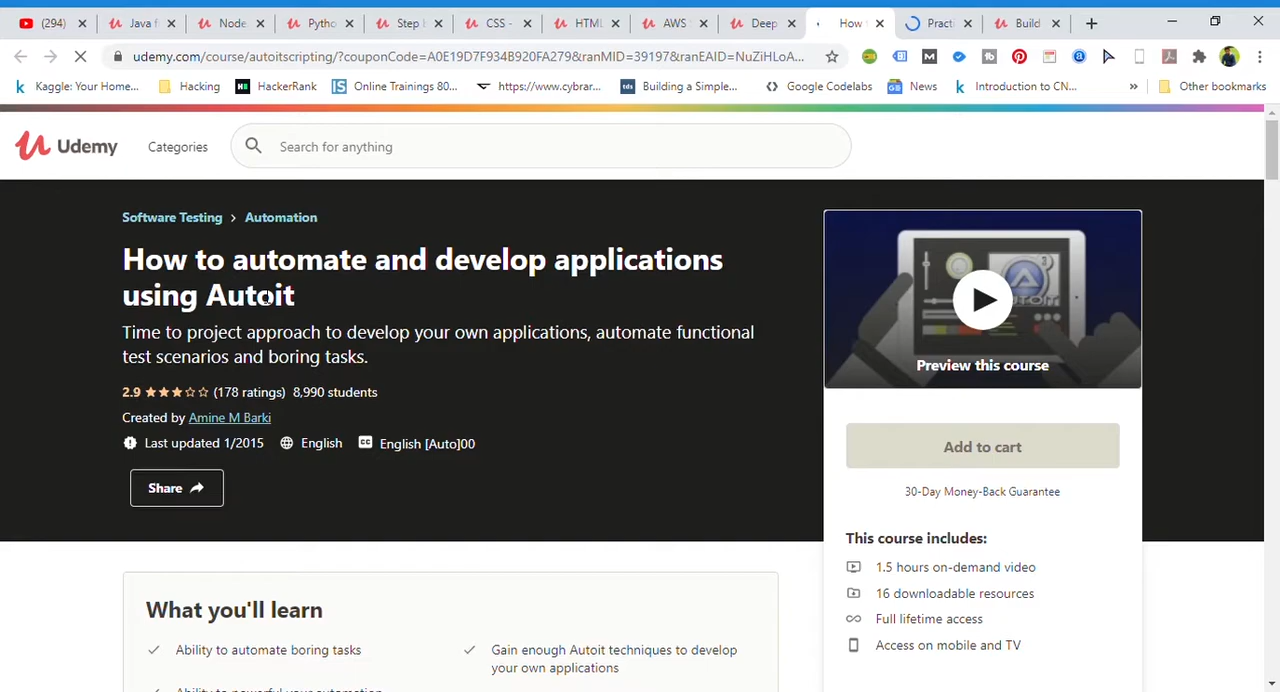 (294)
Java f
Node.
Pytho
Step b
CSS -
HTML
AWS
Deep
How t
Practi
Build
udemy.com/course/autoitscripting/?couponCode=A0E19D7F934B920FA279&ranMID=39197&ranEAID=NuZiHLoA...
Kaggle: Your Home...
Hacking
HackerRank
Online Trainings 80...
https://www.cybrar...
Building a Simple...
Google Codelabs
News
Introduction to CN...
Other bookmarks
Udemy
Categories
Search for anything
Software Testing > Automation
How to automate and develop applications
using Autoit
Time to project approach to develop your own applications, automate functional
test scenarios and boring tasks.
2.9 (178 ratings) 8,990 students
Created by Amine M Barki
Last updated 1/2015 English English [Auto]00
Share
AUTOIT
Preview this course
Add to cart
30-Day Money-Back Guarantee
This course includes:
1.5 hours on-demand video
16 downloadable resources
Full lifetime access
Access on mobile and TV
What you'll learn
Ability to automate boring tasks
Gain enough Autoit techniques to develop
your own applications